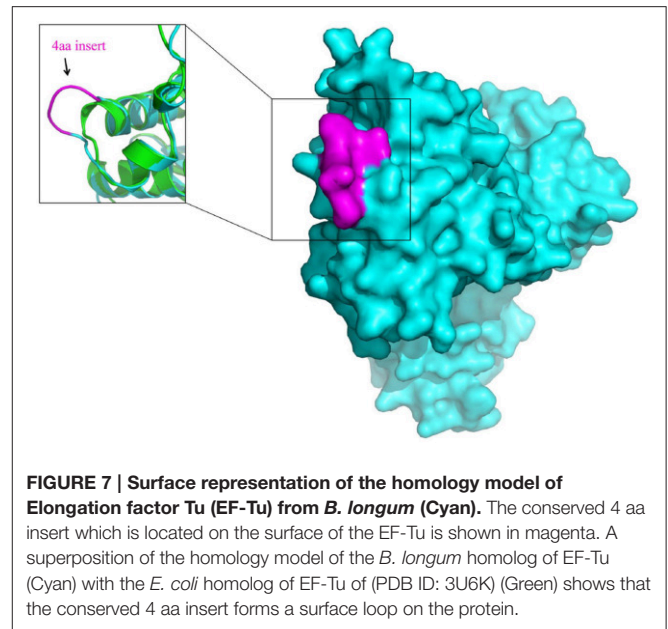 4aa insert
FIGURE 7 | Surface representation of the homology model of
Elongation factor Tu (EF-Tu) from B. longum (Cyan). The conserved 4 aa
insert which is located on the surface of the EF-Tu is shown in magenta. A
superposition of the homology model of the B. longum homolog of EF-Tu
(Cyan) with the E. coli homolog of EF-Tu of (PDB ID: 3U6K) (Green) shows that
the conserved 4 aa insert forms a surface loop on the protein.